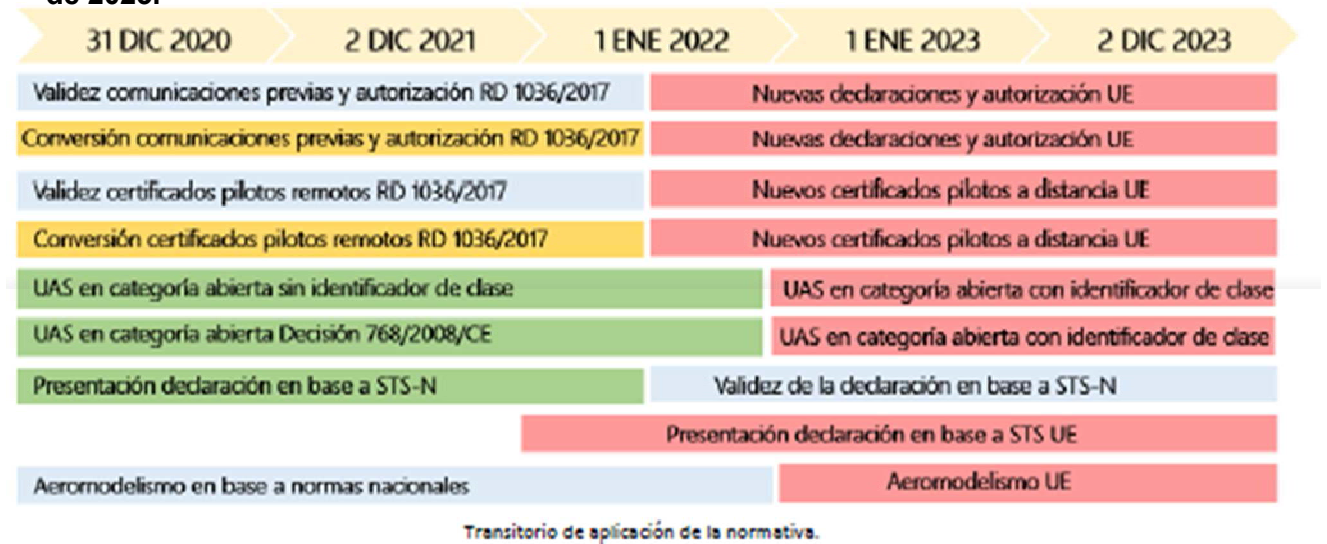 de 2023.
31 DIC 2020 2 DIC 2021 1 ENE 2022 1 ENE 2023 2 DIC 2023
Validez comunicaciones previas y autorización RD 1036/2017 Nuevas declaraciones y autorización UE
Conversión comunicaciones previas y autorización RD 1036/2017 Nuevas declaraciones y autorización UE
Validez certificados pilotos remotos RD 1036/2017 Nuevos certificados pilotos a distancia UE
Conversión certificados pilotos remotos RD 1036/2017 Nuevos certificados pilotos a distancia UE
UAS en categoría abierta sin identificador de clase UAS en categoría abierta con identificador de clase
UAS en categoría abierta Decisión 768/2008/CE UAS en categoría abierta con identificador de clase
Presentación declaración en base a STS-N Validez de la declaración en base a STS-N
Presentación declaración en base a STS UE
Aeromodelismo en base a normas nacionales Aeromodelismo UE
Transitorio de aplicación de la normativa.